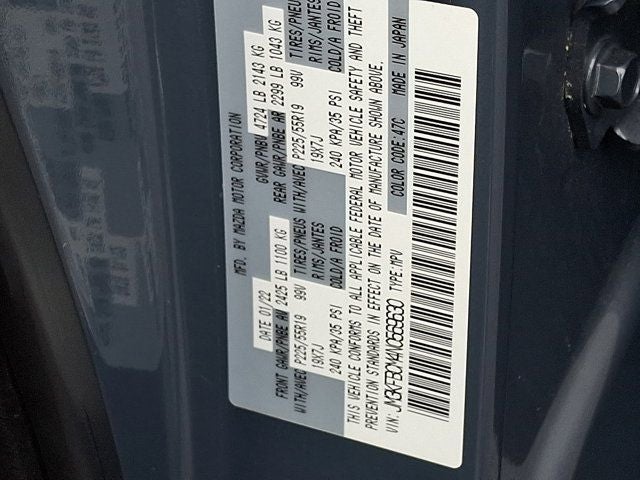 MFD. BY MAZDA MOTOR CORPORATION
DATE 01/22 GVWR/PNBV 4724 LB 2143 KG
FRONT GAWR/PNBE AV 2425 LB 1100 KG REAR GAWR/PNBE AR 2299 LB 1043 KG
WITH/AVEC P225/55R19 99V TIRES/PNEUS WITH/AVEC P225/55R19 99V TIRES/PNEUS
19X7J RIMS/JANTES 19X7J RIMS/JANTES
240 KPA/35 PSI COLD/A FROID 240 KPA/35 PSI COLD/A FROID
THIS VEHICLE CONFORMS TO ALL APPLICABLE FEDERAL MOTOR VEHICLE SAFETY AND THEFT
PREVENTION STANDARDS IN EFFECT ON THE DATE OF MANUFACTURE SHOWN ABOVE.
VIN: JM3KFBCM4N0569630 TYPE:MPV COLOR CODE:47C MADE IN JAPAN